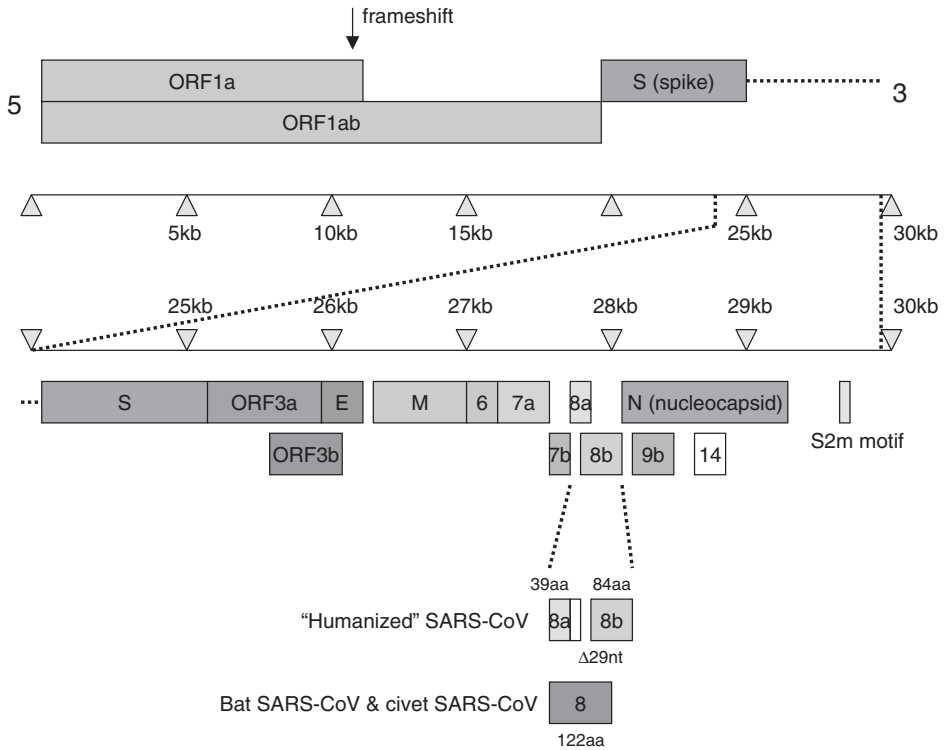 frameshift
ORF1a
S (spike)
5
3
ORF1ab
5kb 10kb 15kb 25kb 30kb
25kb 26kb 27kb 28kb 29kb 30kb
S ORF3a E M 6 7a 8a N (nucleocapsid)
S2m motif
ORF3b 7b 8b 9b 14
39aa 84aa
“Humanized” SARS-CoV 8a 8b
Δ29nt
Bat SARS-CoV & civet SARS-CoV 8
122aa